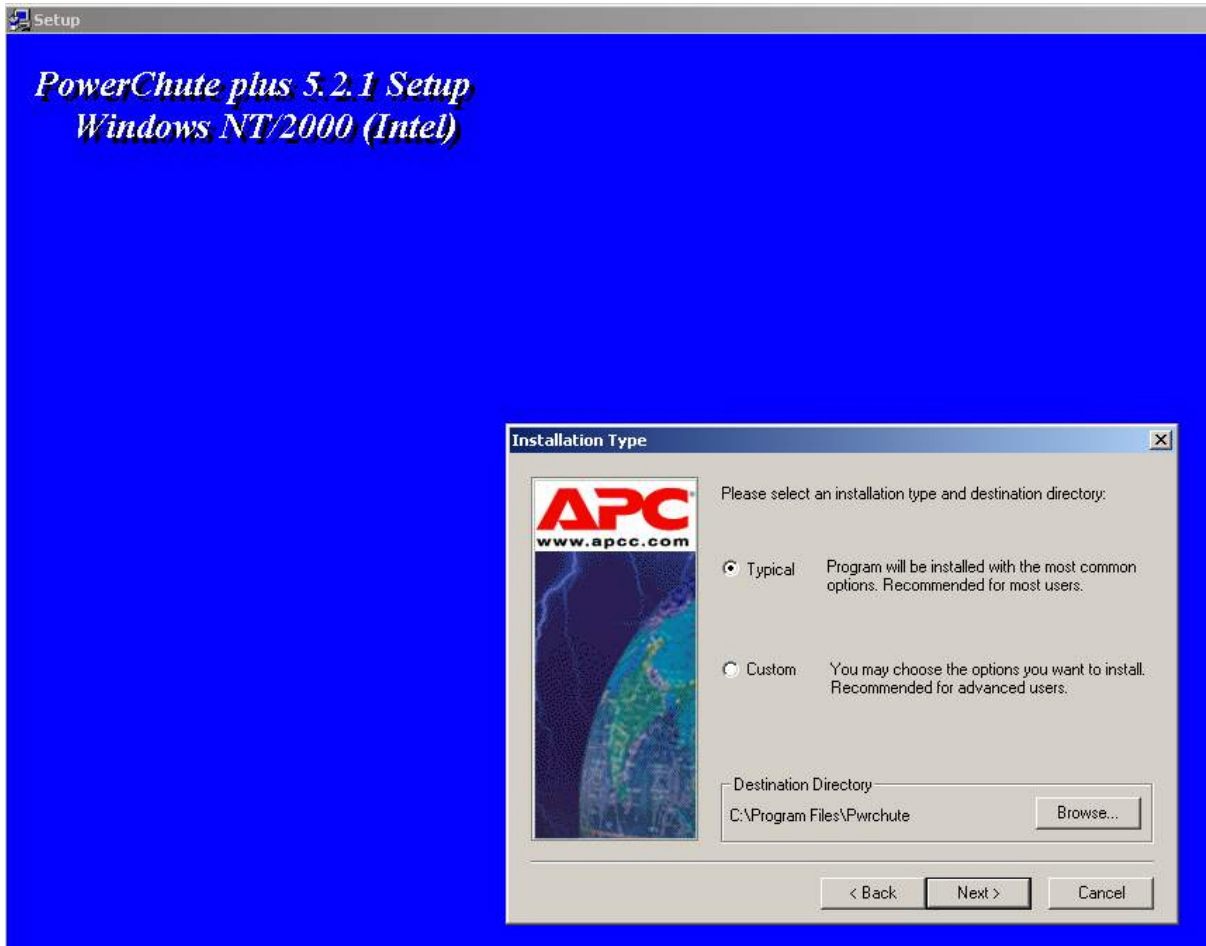 Setup
PowerChute plus 5.2.1 Setup
Windows NT/2000 (Intel)
Installation Type
APC
www.apcc.com
Please select an installation type and destination directory:
Typical
Program will be installed with the most common
options. Recommended for most users.
Custom
You may choose the options you want to install.
Recommended for advanced users.
Destination Directory
C:\Program Files\Pwrchute
Browse...
< Back
Next >
Cancel